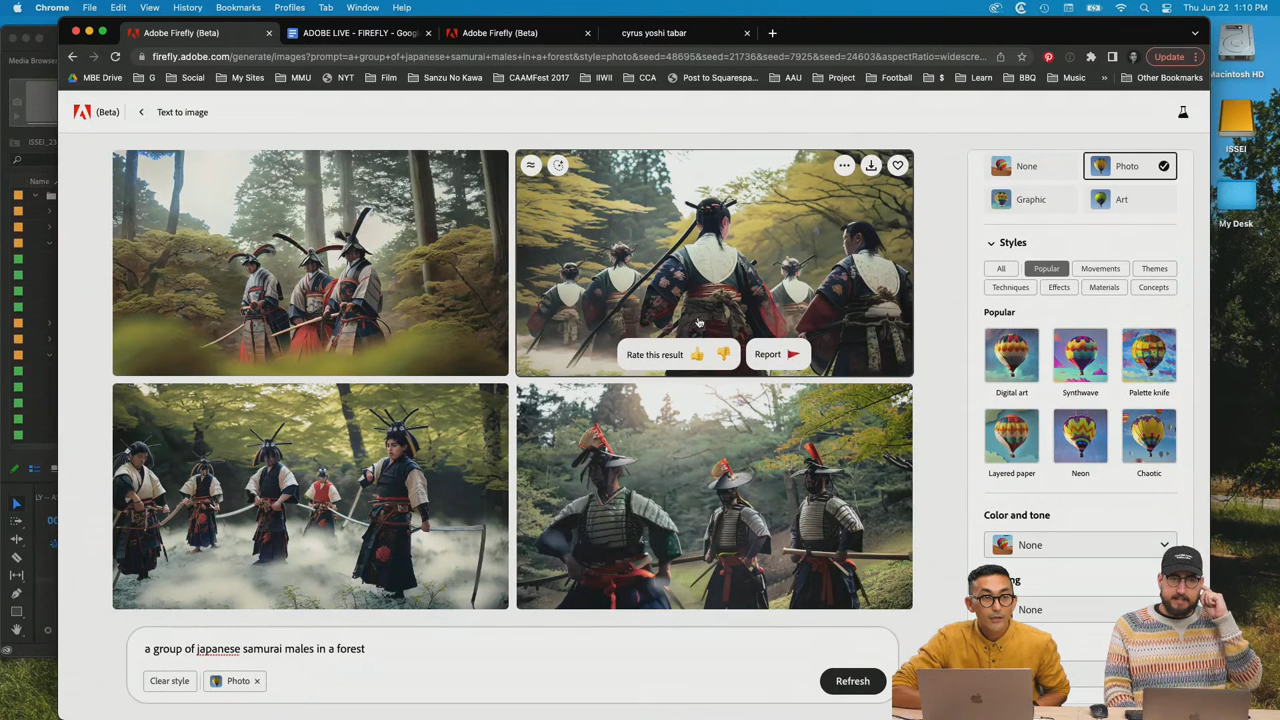 Chrome File Edit View History Bookmarks Profiles Tab Window Help
Thu Jun 22 1:10 PM
Adobe Firefly (Beta)
ADOBE LIVE - FIREFLY - Googl
Adobe Firefly (Beta)
cyrus yoshi tabar
firefly.adobe.com/generate/images?prompt=a+group+of+japanese+samurai+males+in+a+forest&style=photo&seed=48695&seed=21736&seed=7925&seed=24603&aspectRatio=widescre...
Update
MBE Drive G Social My Sites MMU NYT Film Sanzu No Kawa CAAMFest 2017 IIWII CCA Post to Squarespa... AAU Project Football $ Learn BBQ Music » Other Bookmarks
Macintosh HD
ISSEI
My Desk
Media Browser
ISSEI_23
Name
(Beta)
Text to image
None
Photo
Graphic
Art
Styles
All Popular Movements Themes
Techniques Effects Materials Concepts
Popular
Digital art Synthwave Palette knife
Layered paper Neon Chaotic
Color and tone
None
None
Rate this result
Report
a group of japanese samurai males in a forest
Clear style
Photo
Refresh